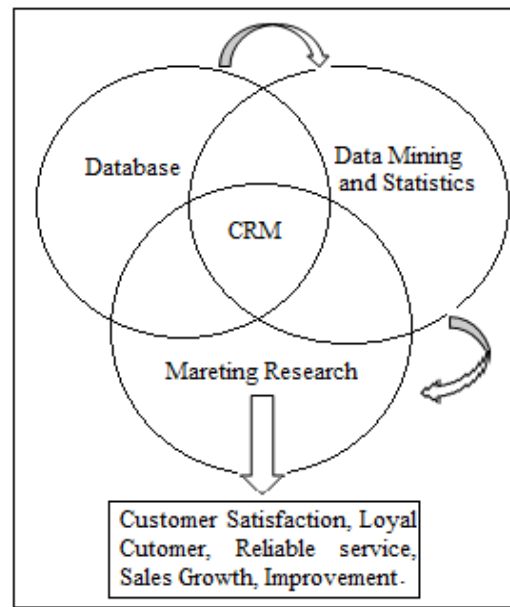 Database
Data Mining
and Statistics
CRM
Mareting Research
Customer Satisfaction, Loyal
Cutomer, Reliable service,
Sales Growth, Improvement.